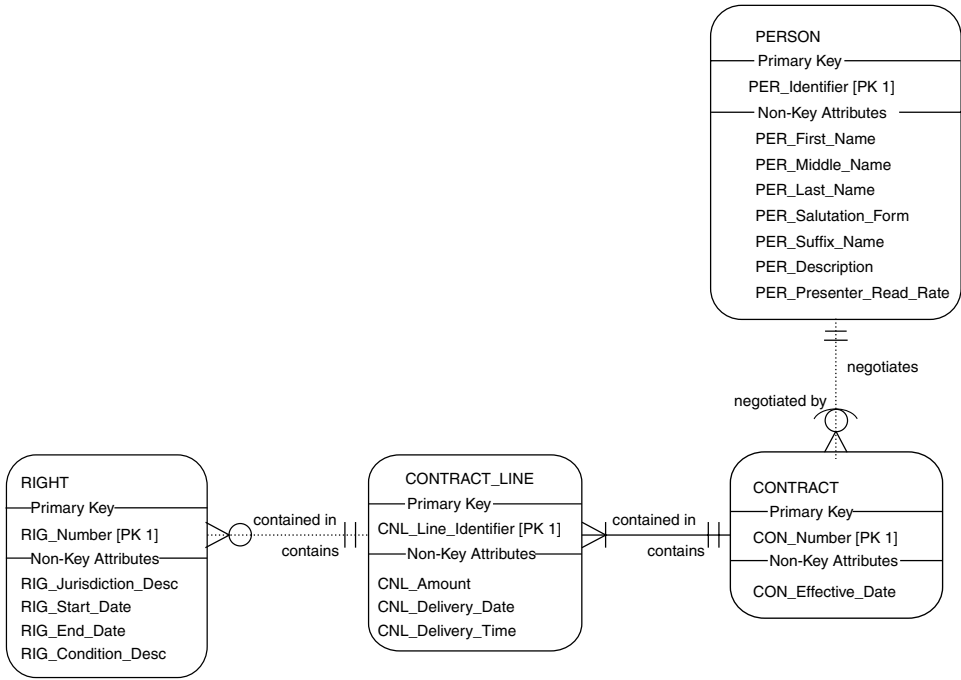 PERSON
Primary Key
PER_Identifier [PK 1]
Non-Key Attributes
PER_First_Name
PER_Middle_Name
PER_Last_Name
PER_Salutation_Form
PER_Suffix_Name
PER_Description
PER_Presenter_Read_Rate
negotiates
negotiated by
RIGHT
Primary Key
RIG_Number [PK 1]
Non-Key Attributes
RIG_Jurisdiction_Desc
RIG_Start_Date
RIG_End_Date
RIG_Condition_Desc
contained in
contains
CONTRACT_LINE
Primary Key
CNL_Line_Identifier [PK 1]
Non-Key Attributes
CNL_Amount
CNL_Delivery_Date
CNL_Delivery_Time
contained in
contains
CONTRACT
Primary Key
CON_Number [PK 1]
Non-Key Attributes
CON_Effective_Date